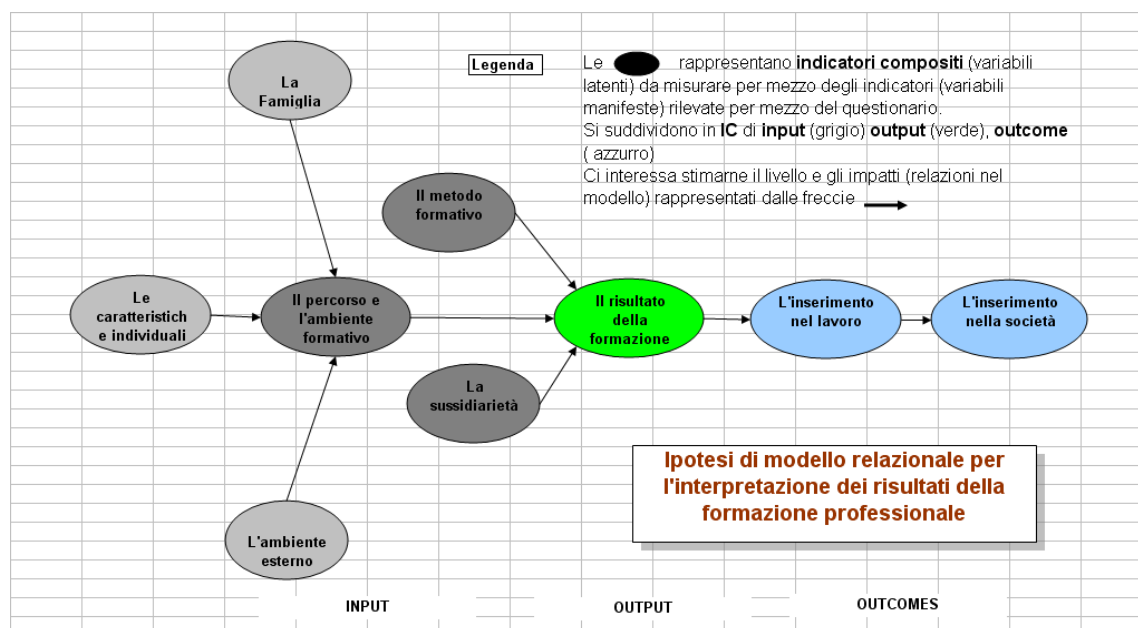 La
Famiglia
Legenda
Le rappresentano indicatori compositi (variabili
latenti) da misurare per mezzo degli indicatori (variabili
manifeste) rilevate per mezzo del questionario.
Si suddividono in IC di input (grigio) output (verde), outcome
( azzurro)
Ci interessa stimarne il livello e gli impatti (relazioni nel
modello) rappresentati dalle freccie
Il metodo
formativo
Le
caratteristich
e individuali
Il percorso e
l'ambiente
formativo
Il risultato
della
formazione
L'inserimento
nel lavoro
L'inserimento
nella società
La
sussidiarietà
L'ambiente
esterno
Ipotesi di modello relazionale per
l'interpretazione dei risultati della
formazione professionale
INPUT
OUTPUT
OUTCOMES